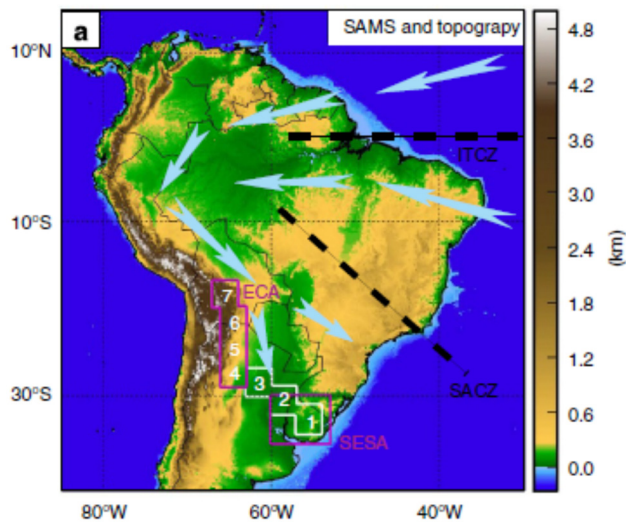 a
SAMS and topograpy
10°N
ITCZ
10°S
7 ECA
6
5
4
3
2
1
30°S
SACZ
SESA
80°W 60°W 40°W
4.8
4.2
3.6
3.0
2.4
1.8
1.2
0.6
0.0
(km)